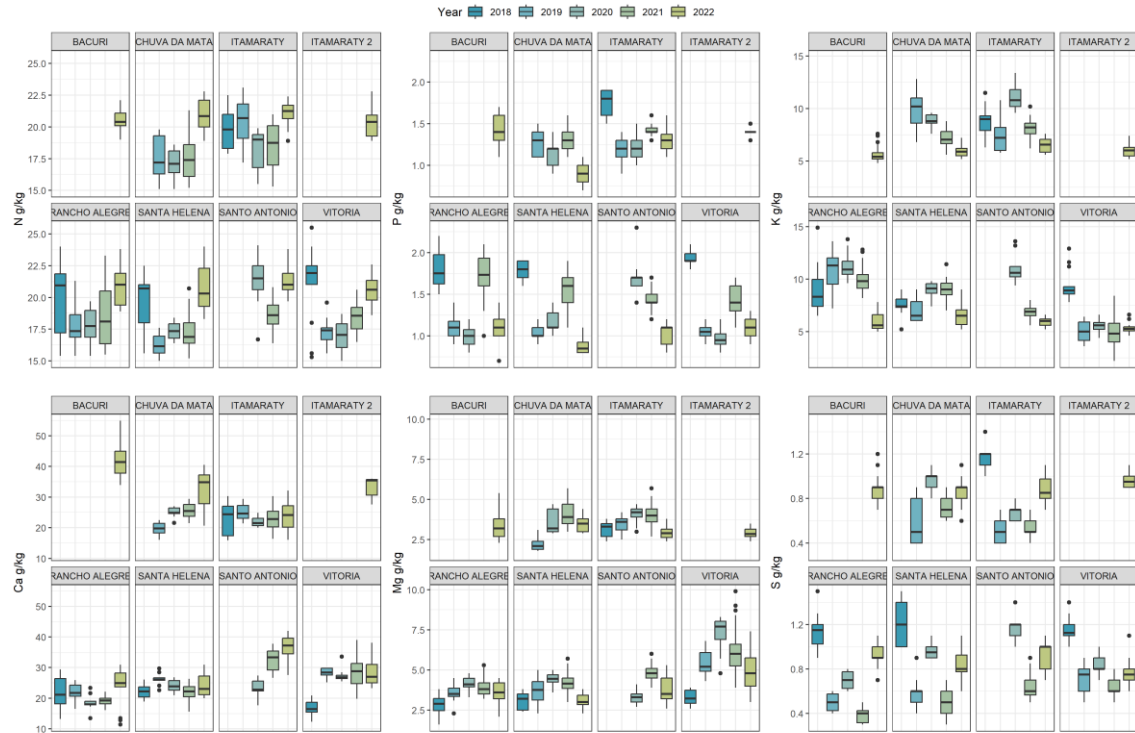 Year 2018 2019 2020 2021 2022
BACURI CHUVA DA MATA ITAMARATY ITAMARATY 2
25.0
22.5
20.0
17.5
15.0
RANCHO ALEGRE SANTA HELENA SANTO ANTONIO VITORIA
25.0
22.5
20.0
17.5
15.0
N g/kg
BACURI CHUVA DA MATA ITAMARATY ITAMARATY 2
2.0
1.5
1.0
RANCHO ALEGRE SANTA HELENA SANTO ANTONIO VITORIA
2.0
1.5
1.0
P g/kg
BACURI CHUVA DA MATA ITAMARATY ITAMARATY 2
15
10
5
RANCHO ALEGRE SANTA HELENA SANTO ANTONIO VITORIA
15
10
5
K g/kg
BACURI CHUVA DA MATA ITAMARATY ITAMARATY 2
50
40
30
20
10
RANCHO ALEGRE SANTA HELENA SANTO ANTONIO VITORIA
50
40
30
20
10
Ca g/kg
BACURI CHUVA DA MATA ITAMARATY ITAMARATY 2
10.0
7.5
5.0
2.5
RANCHO ALEGRE SANTA HELENA SANTO ANTONIO VITORIA
10.0
7.5
5.0
2.5
Mg g/kg
BACURI CHUVA DA MATA ITAMARATY ITAMARATY 2
1.2
0.8
0.4
RANCHO ALEGRE SANTA HELENA SANTO ANTONIO VITORIA
1.2
0.8
0.4
S g/kg